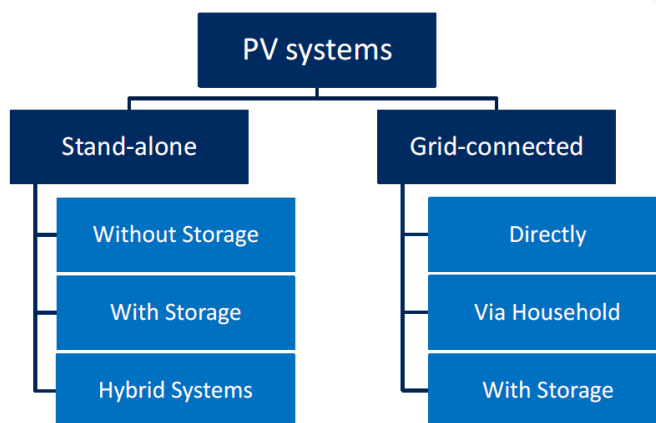 PV systems
Stand-alone
Grid-connected
Without Storage
With Storage
Hybrid Systems
Directly
Via Household
With Storage